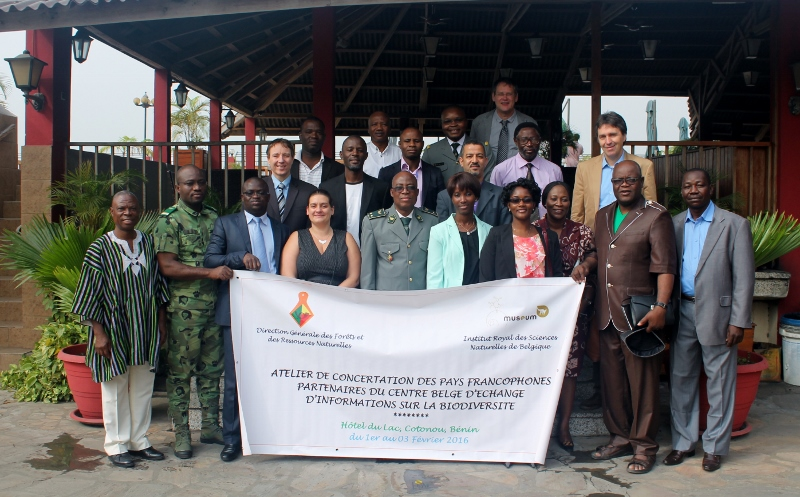 museum
Direction Générale des Forêts et
des Ressources Naturelles
Institut Royal des Sciences
Naturelles de Belgique
ATELIER DE CONCERTATION DES PAYS FRANCOPHONES
PARTENAIRES DU CENTRE BELGE D'ECHANGE
D'INFORMATIONS SUR LA BIODIVERSITE
********
Hôtel du Lac, Cotonou, Bénin
du 1er au 03 Février 2016